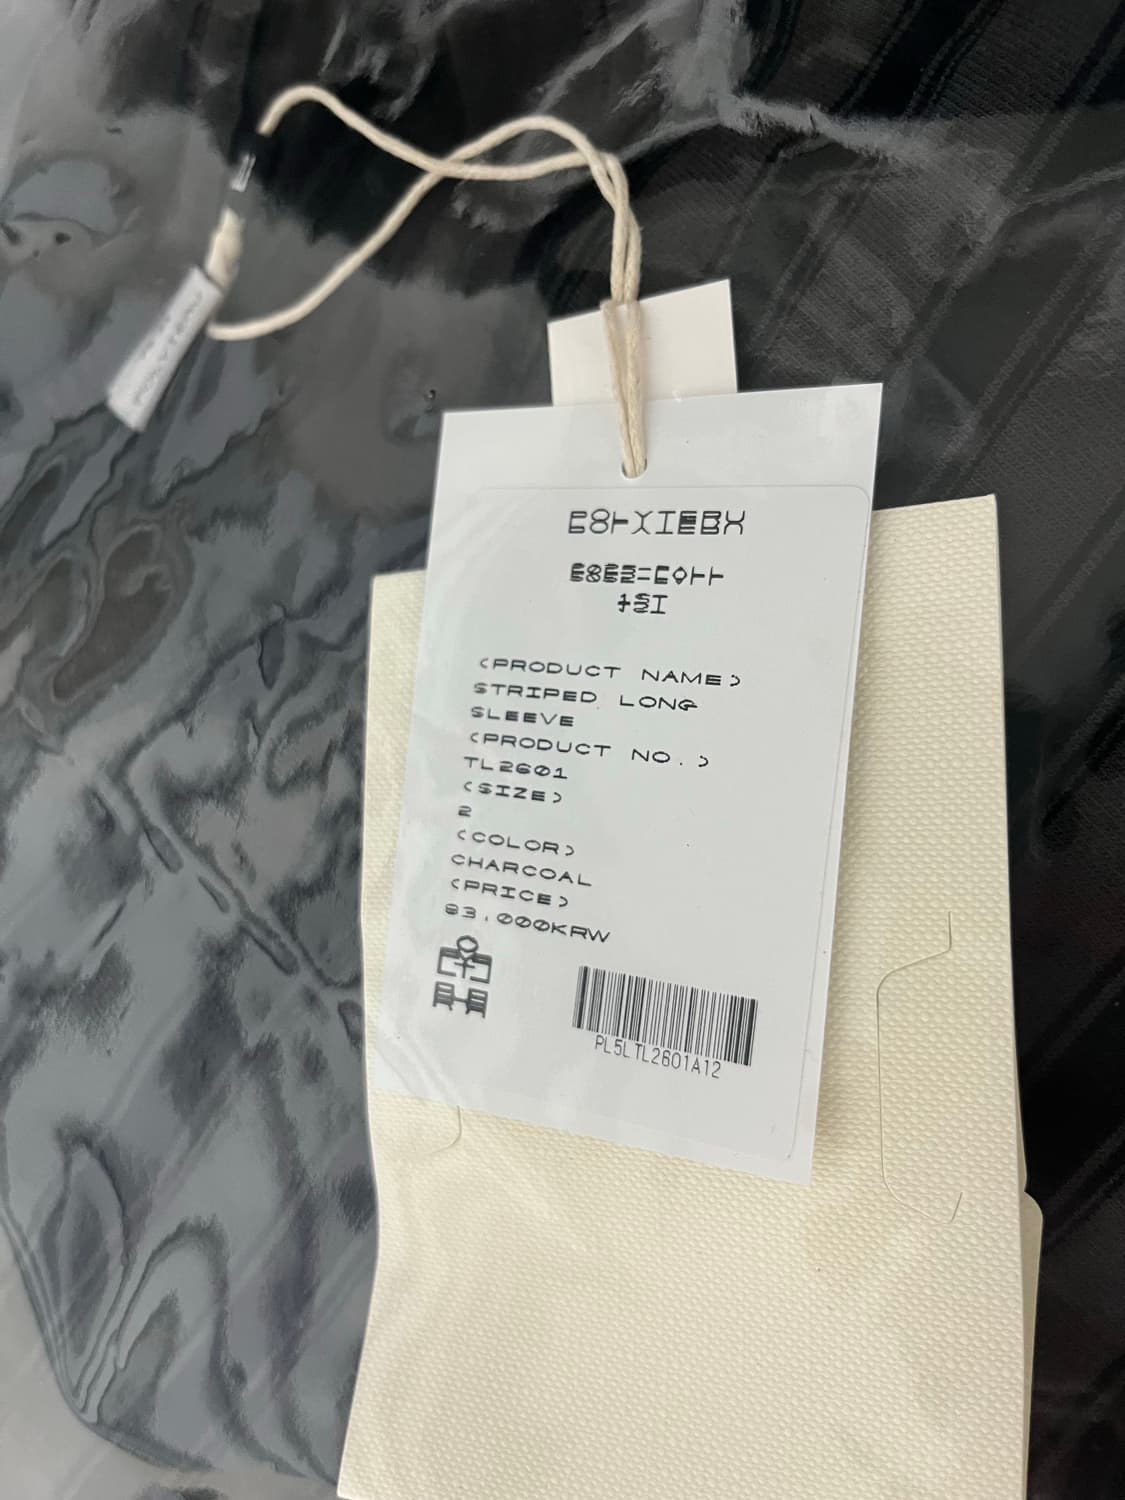 <PRODUCT NAME>
STRIPED LONG
SLEEVE
<PRODUCT NO.>
TL2601
<SIZE>
2
<COLOR>
CHARCOAL
<PRICE>
83,000KRW
PL5LTL2601A12